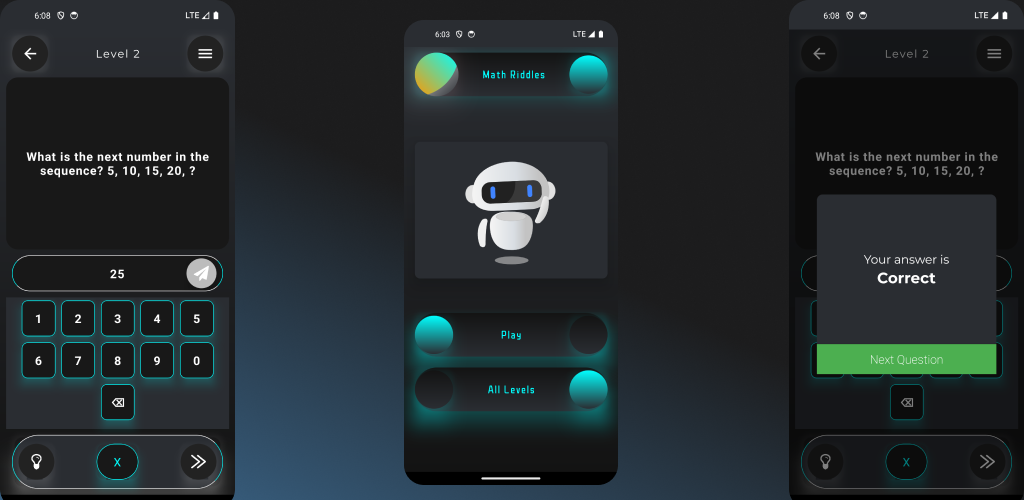 6:08
LTE
Level 2
What is the next number in the
sequence? 5, 10, 15, 20, ?
25
1 2 3 4 5
6 7 8 9 0
X
6:03
LTE
Math Riddles
Play
All Levels
6:08
LTE
Level 2
What is the next number in the
sequence? 5, 10, 15, 20, ?
Your answer is
Correct
Next Question
X